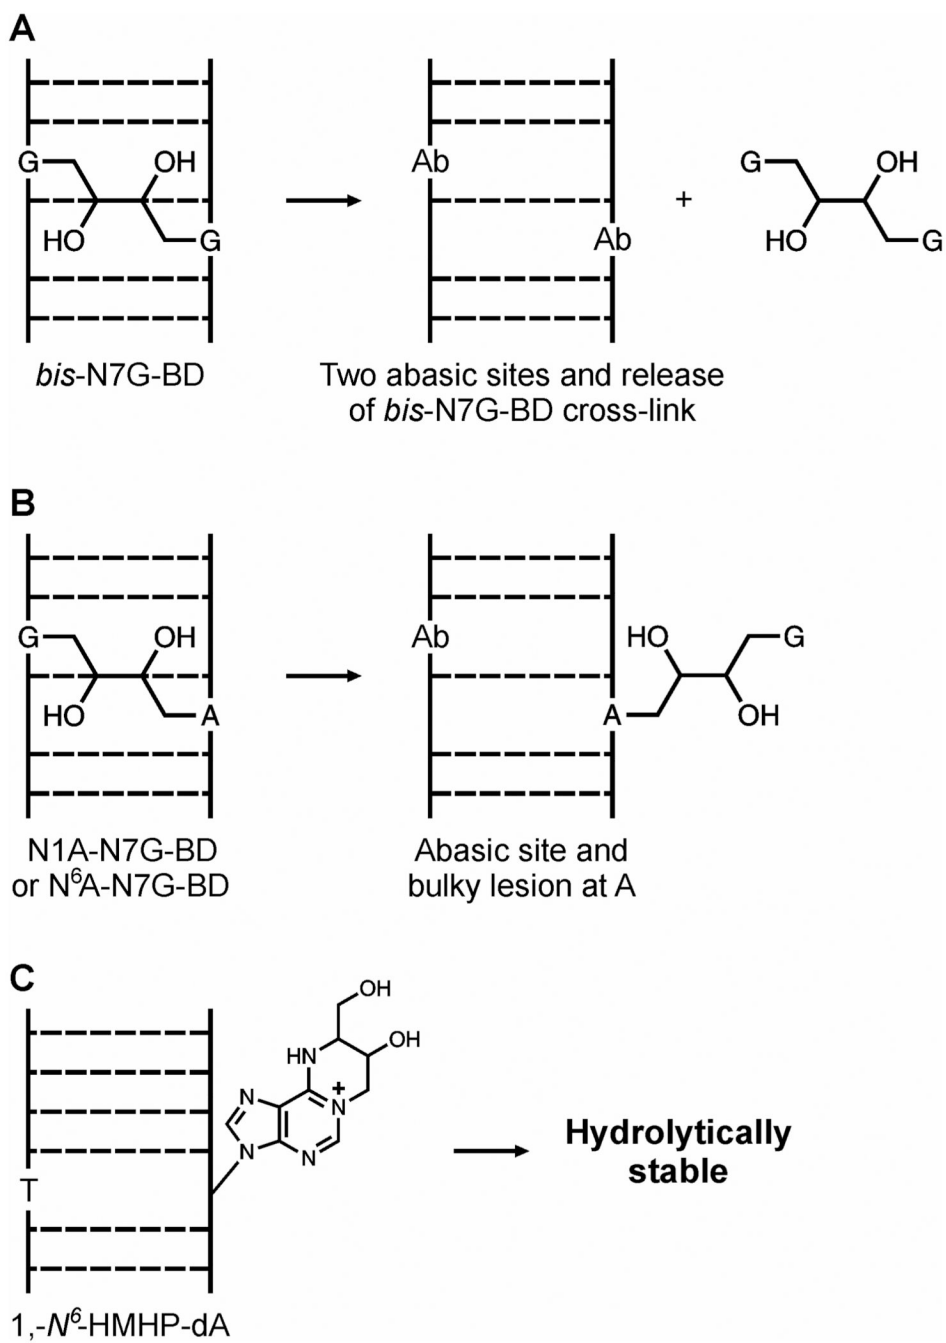 A
G
OH
HO
G
bis-N7G-BD
Ab
Ab
Two abasic sites and release
of bis-N7G-BD cross-link
+
G
OH
HO
G
B
G
OH
HO
A
N1A-N7G-BD
or N⁶A-N7G-BD
Ab
HO
G
A
OH
Abasic site and
bulky lesion at A
C
OH
OH
HN
+
N
N
N
N
T
Hydrolytically
stable
1,-N⁶-HMHP-dA